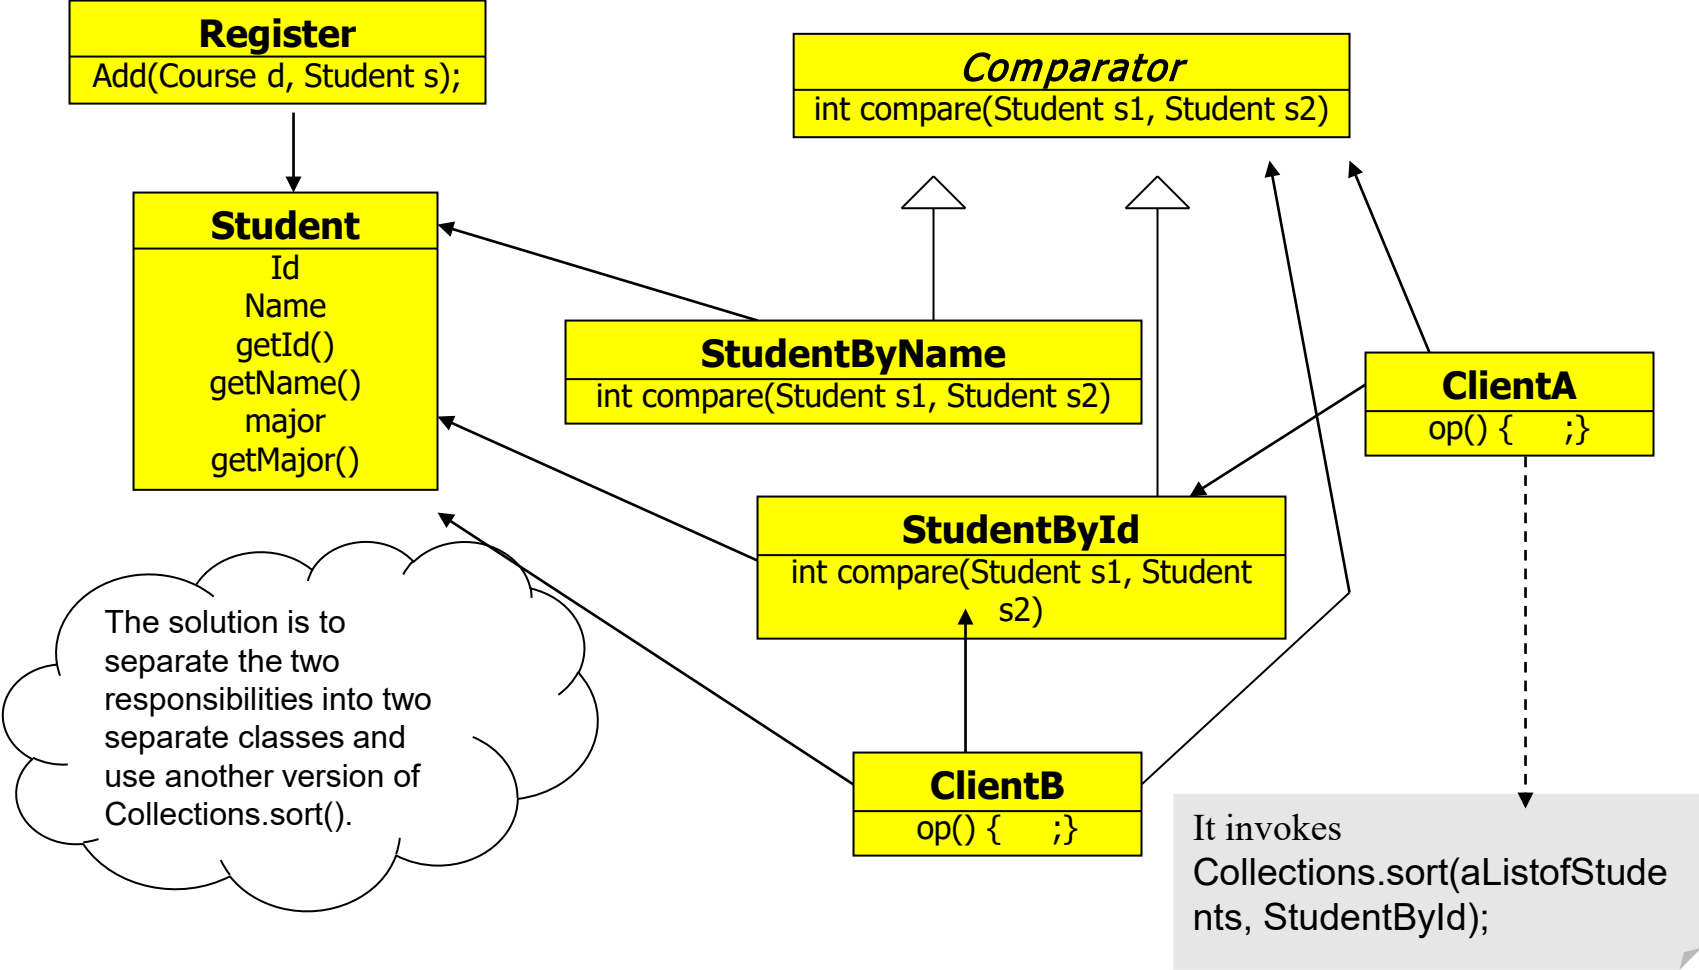 Register
Add(Course d, Student s);
Comparator
int compare(Student s1, Student s2)
Student
Id
Name
getId()
getName()
major
getMajor()
StudentByName
int compare(Student s1, Student s2)
ClientA
op() {    ;}
StudentById
int compare(Student s1, Student
s2)
The solution is to
separate the two
responsibilities into two
separate classes and
use another version of
Collections.sort().
ClientB
op() {    ;}
It invokes
Collections.sort(aListofStude
nts, StudentById);